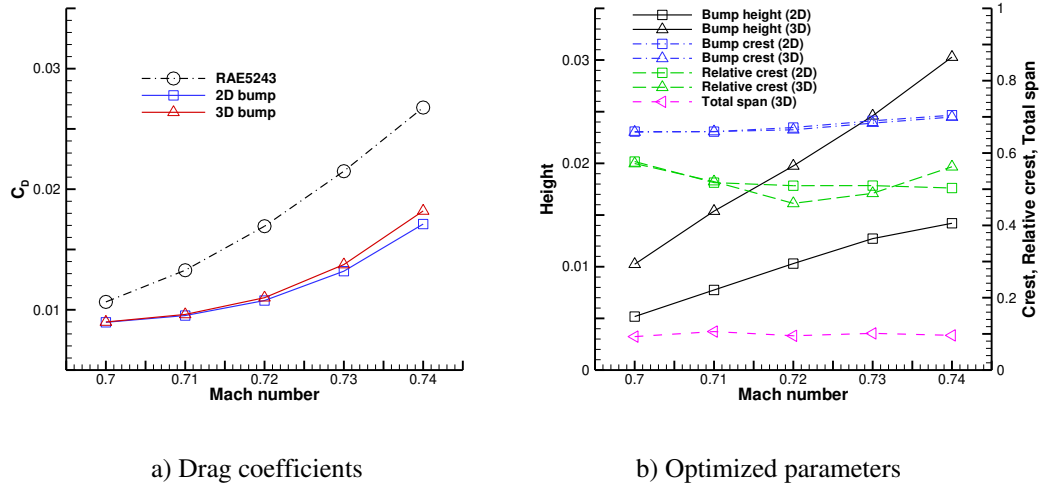 0.03
0.02
0.01
C_D
RAE5243
2D bump
3D bump
0.7 0.71 0.72 0.73 0.74
Mach number
a) Drag coefficients
Bump height (2D)
Bump height (3D)
Bump crest (2D)
Bump crest (3D)
Relative crest (2D)
Relative crest (3D)
Total span (3D)
0.03
0.02
0.01
0
Height
1
0.8
0.6
0.4
0.2
0
Crest, Relative crest, Total span
0.7 0.71 0.72 0.73 0.74
Mach number
b) Optimized parameters